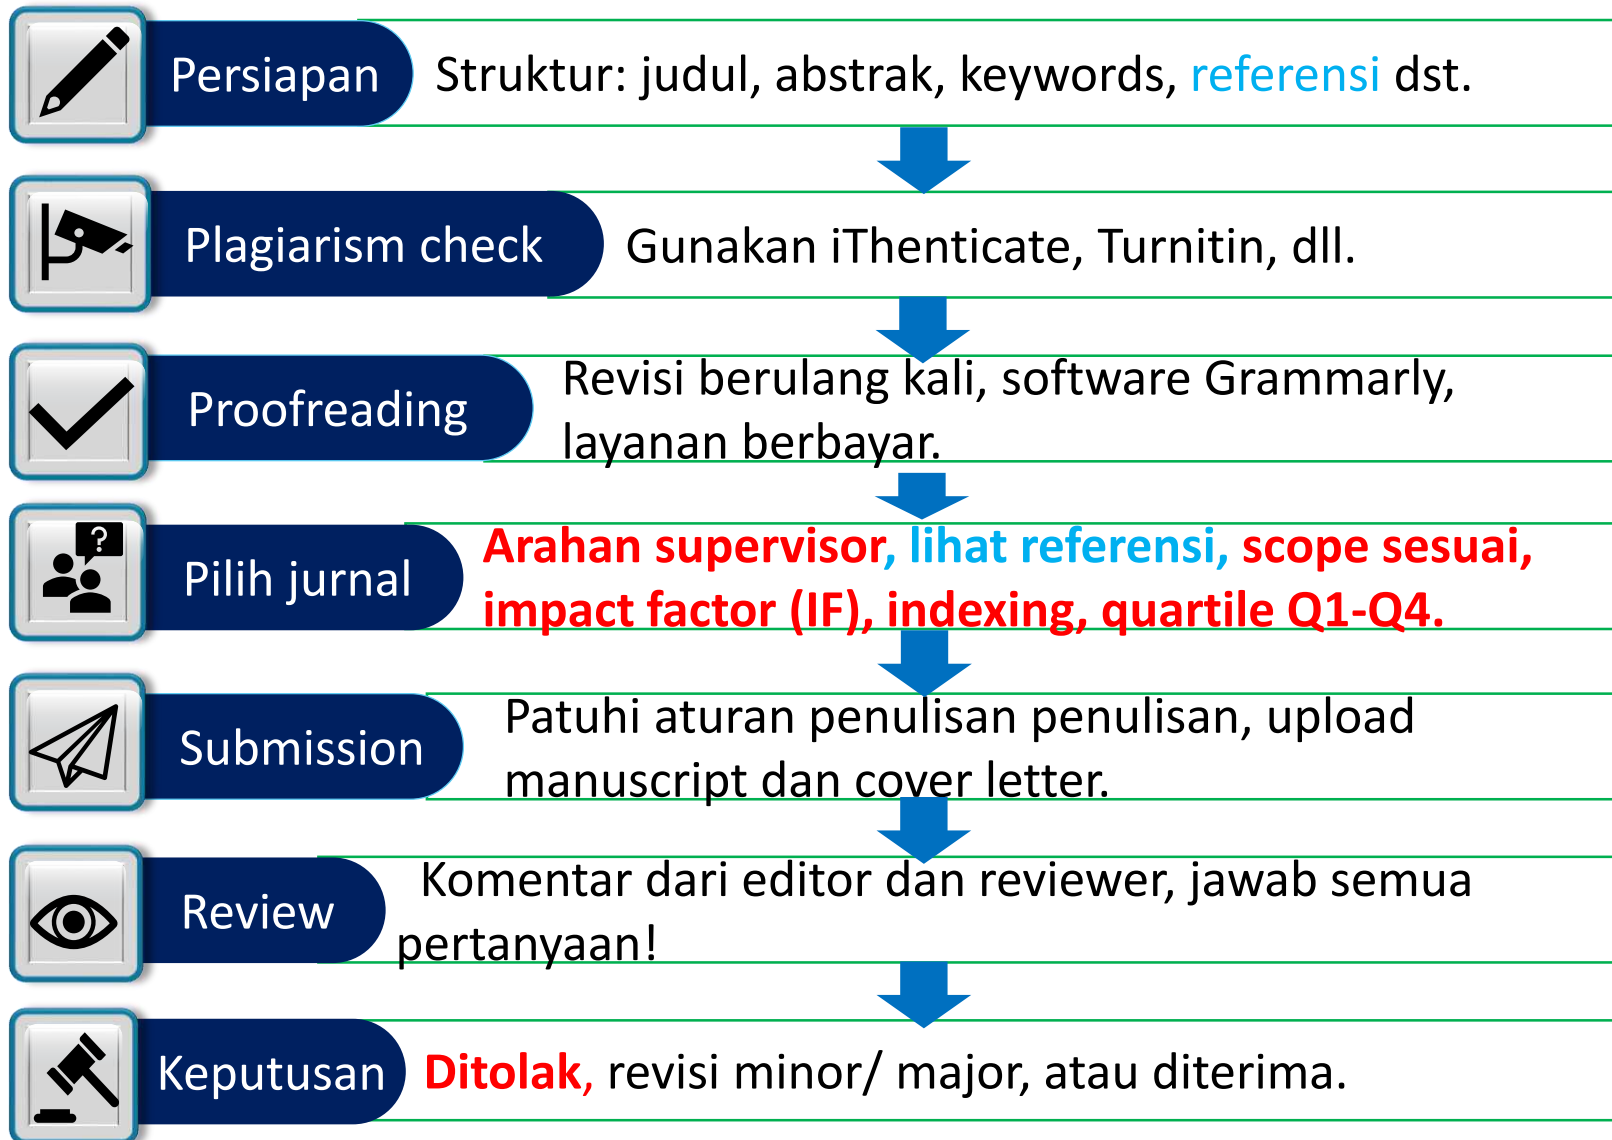 Persiapan
Struktur: judul, abstrak, keywords, referensi dst.
Plagiarism check
Gunakan iThenticate, Turnitin, dll.
Proofreading
Revisi berulang kali, software Grammarly,
layanan berbayar.
?
Pilih jurnal
Arahan supervisor, lihat referensi, scope sesuai,
impact factor (IF), indexing, quartile Q1-Q4.
Submission
Patuhi aturan penulisan penulisan, upload
manuscript dan cover letter.
Review
Komentar dari editor dan reviewer, jawab semua
pertanyaan!
Keputusan
Ditolak, revisi minor/ major, atau diterima.